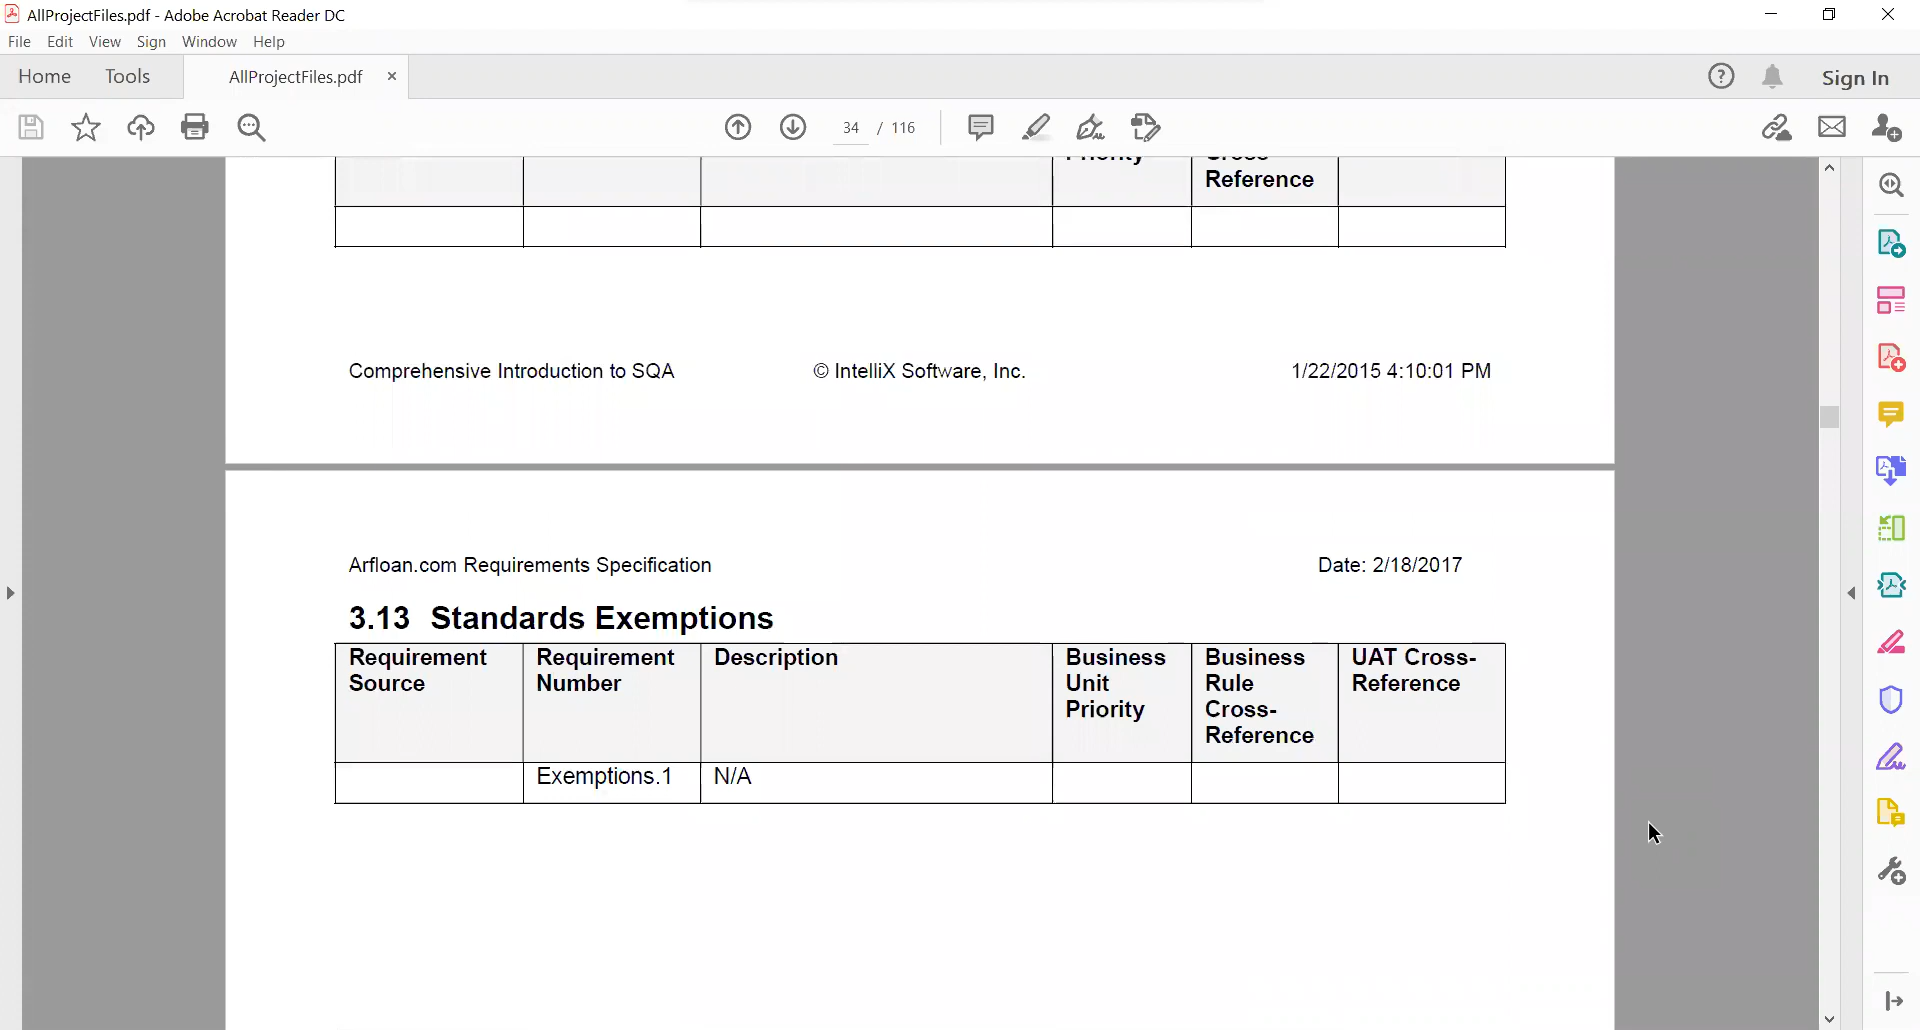 AllProjectFiles.pdf - Adobe Acrobat Reader DC
File Edit View Sign Window Help
Home Tools AllProjectFiles.pdf × Sign In
34 / 116
Reference
Comprehensive Introduction to SQA © IntelliX Software, Inc. 1/22/2015 4:10:01 PM
Arfloan.com Requirements Specification Date: 2/18/2017
3.13 Standards Exemptions
Requirement Requirement Description Business Business UAT Cross-
Source Number Unit Rule Reference
Priority Cross-
Reference
Exemptions.1 N/A